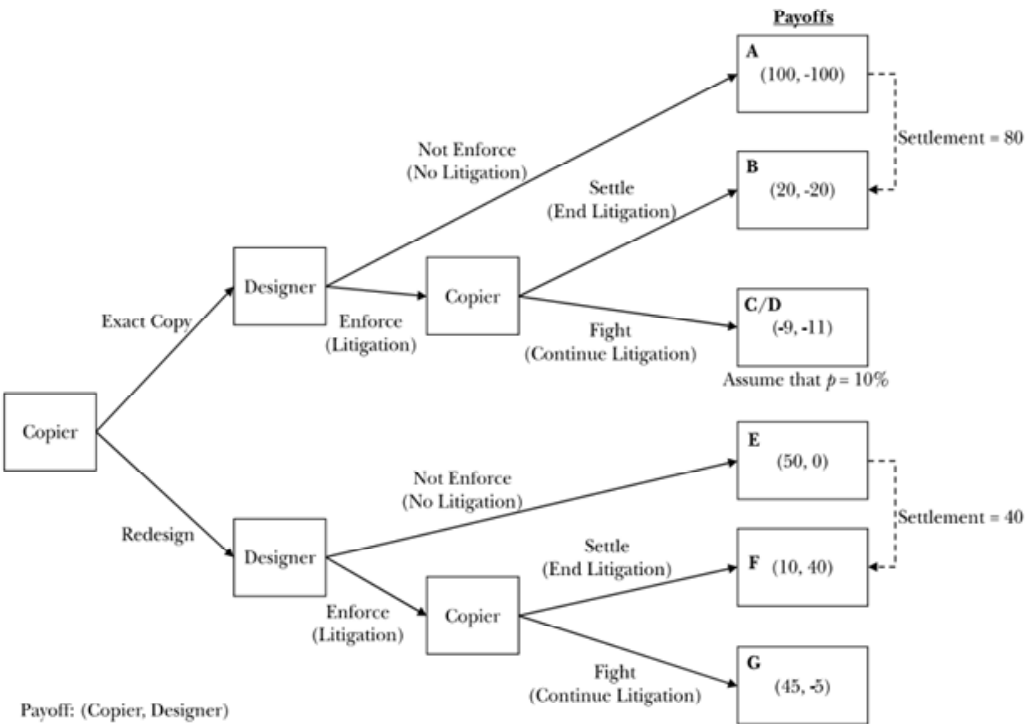 Payoffs
A
(100, -100)
Settlement = 80
Not Enforce
(No Litigation)
B
(20, -20)
Settle
(End Litigation)
Designer
Copier
C/D
(-9, -11)
Exact Copy
Enforce
(Litigation)
Fight
(Continue Litigation)
Assume that p = 10%
Copier
E
(50, 0)
Not Enforce
(No Litigation)
Settlement = 40
Redesign
Designer
Settle
(End Litigation)
F (10, 40)
Enforce
(Litigation)
Copier
G
(45, -5)
Fight
(Continue Litigation)
Payoff: (Copier, Designer)